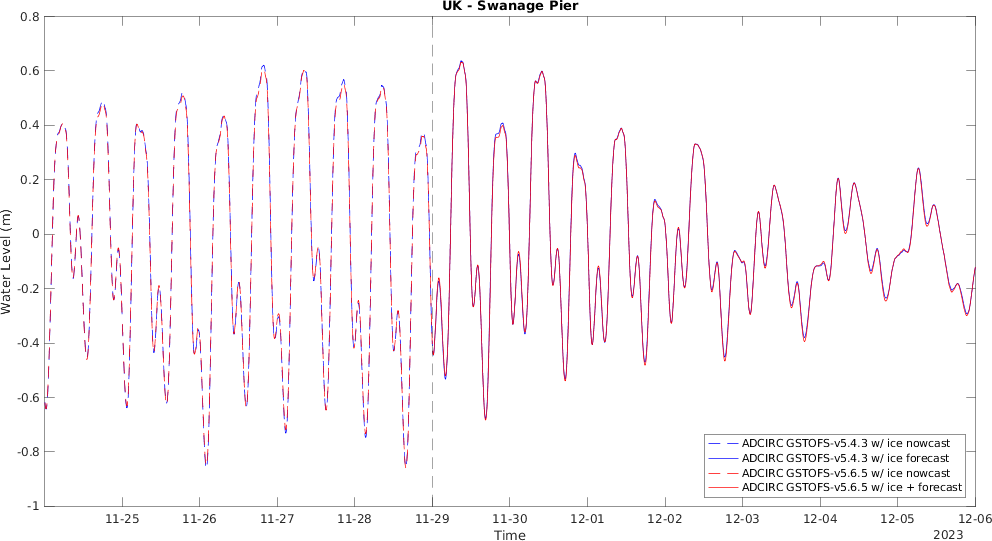 UK - Swanage Pier
0.8
0.6
0.4
0.2
0
-0.2
-0.4
-0.6
-0.8
-1
Water Level (m)
ADCIRC GSTOFS-v5.4.3 w/ ice nowcast
ADCIRC GSTOFS-v5.4.3 w/ ice forecast
ADCIRC GSTOFS-v5.6.5 w/ ice nowcast
ADCIRC GSTOFS-v5.6.5 w/ ice + forecast
11-25 11-26 11-27 11-28 11-29 11-30 12-01 12-02 12-03 12-04 12-05 12-06
Time
2023